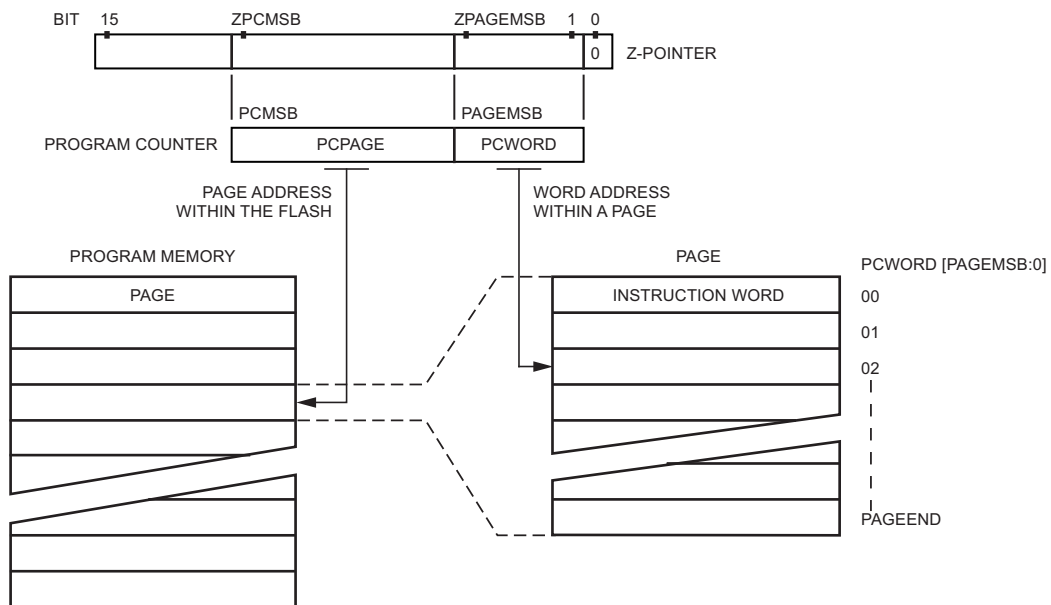 BIT 15 ZPCMSB ZPAGEMSB 1 0
0 Z-POINTER
PCMSB PAGEMSB
PROGRAM COUNTER PCPAGE PCWORD
PAGE ADDRESS
WITHIN THE FLASH
WORD ADDRESS
WITHIN A PAGE
PROGRAM MEMORY PAGE PCWORD [PAGEMSB:0]
PAGE INSTRUCTION WORD 00
01
02
PAGEEND